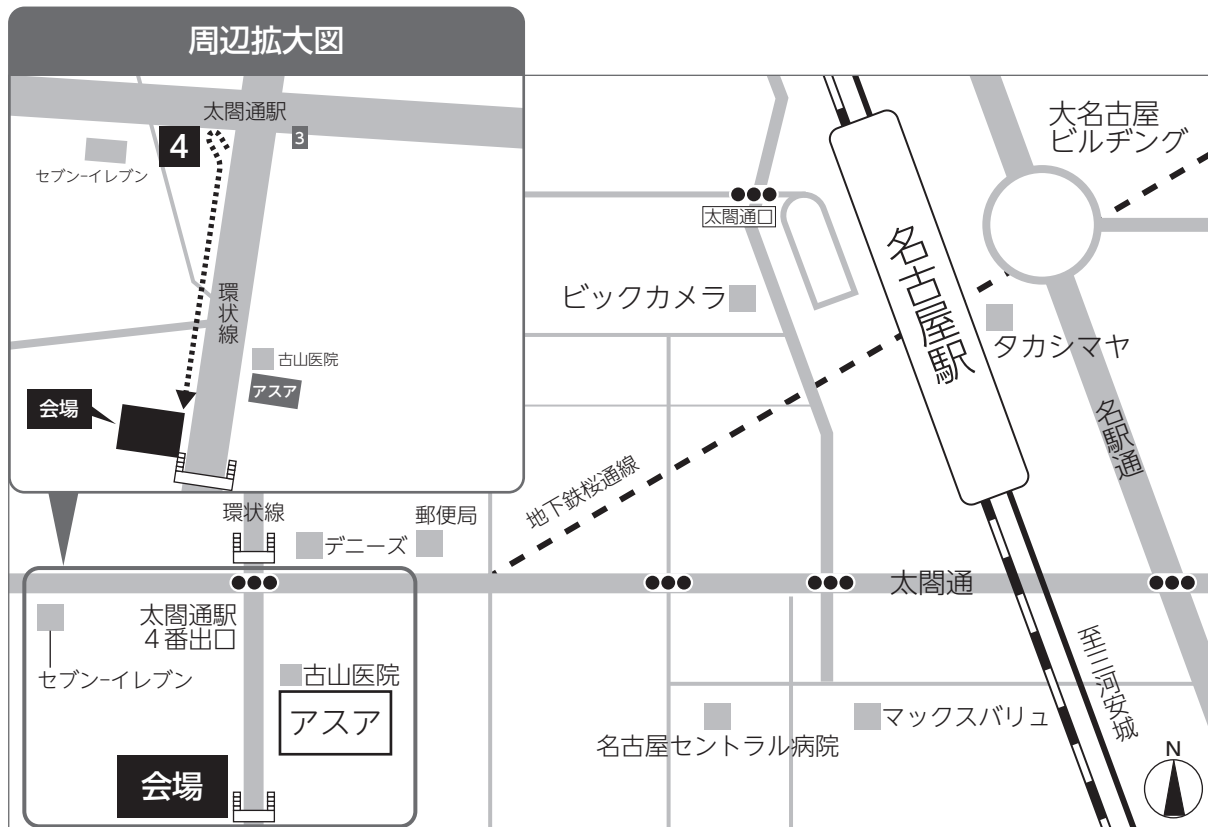 周辺拡大図
太閤通駅
4
3
セブン-イレブン
環状線
古山医院
アスア
会場
大名古屋
ビルヂング
太閤通口
ビックカメラ
名古屋駅
タカシマヤ
名駅通
地下鉄桜通線
環状線
郵便局
デニーズ
太閤通
太閤通駅
4番出口
セブン-イレブン
古山医院
アスア
会場
名古屋セントラル病院
マックスバリュ
至三河安城
N